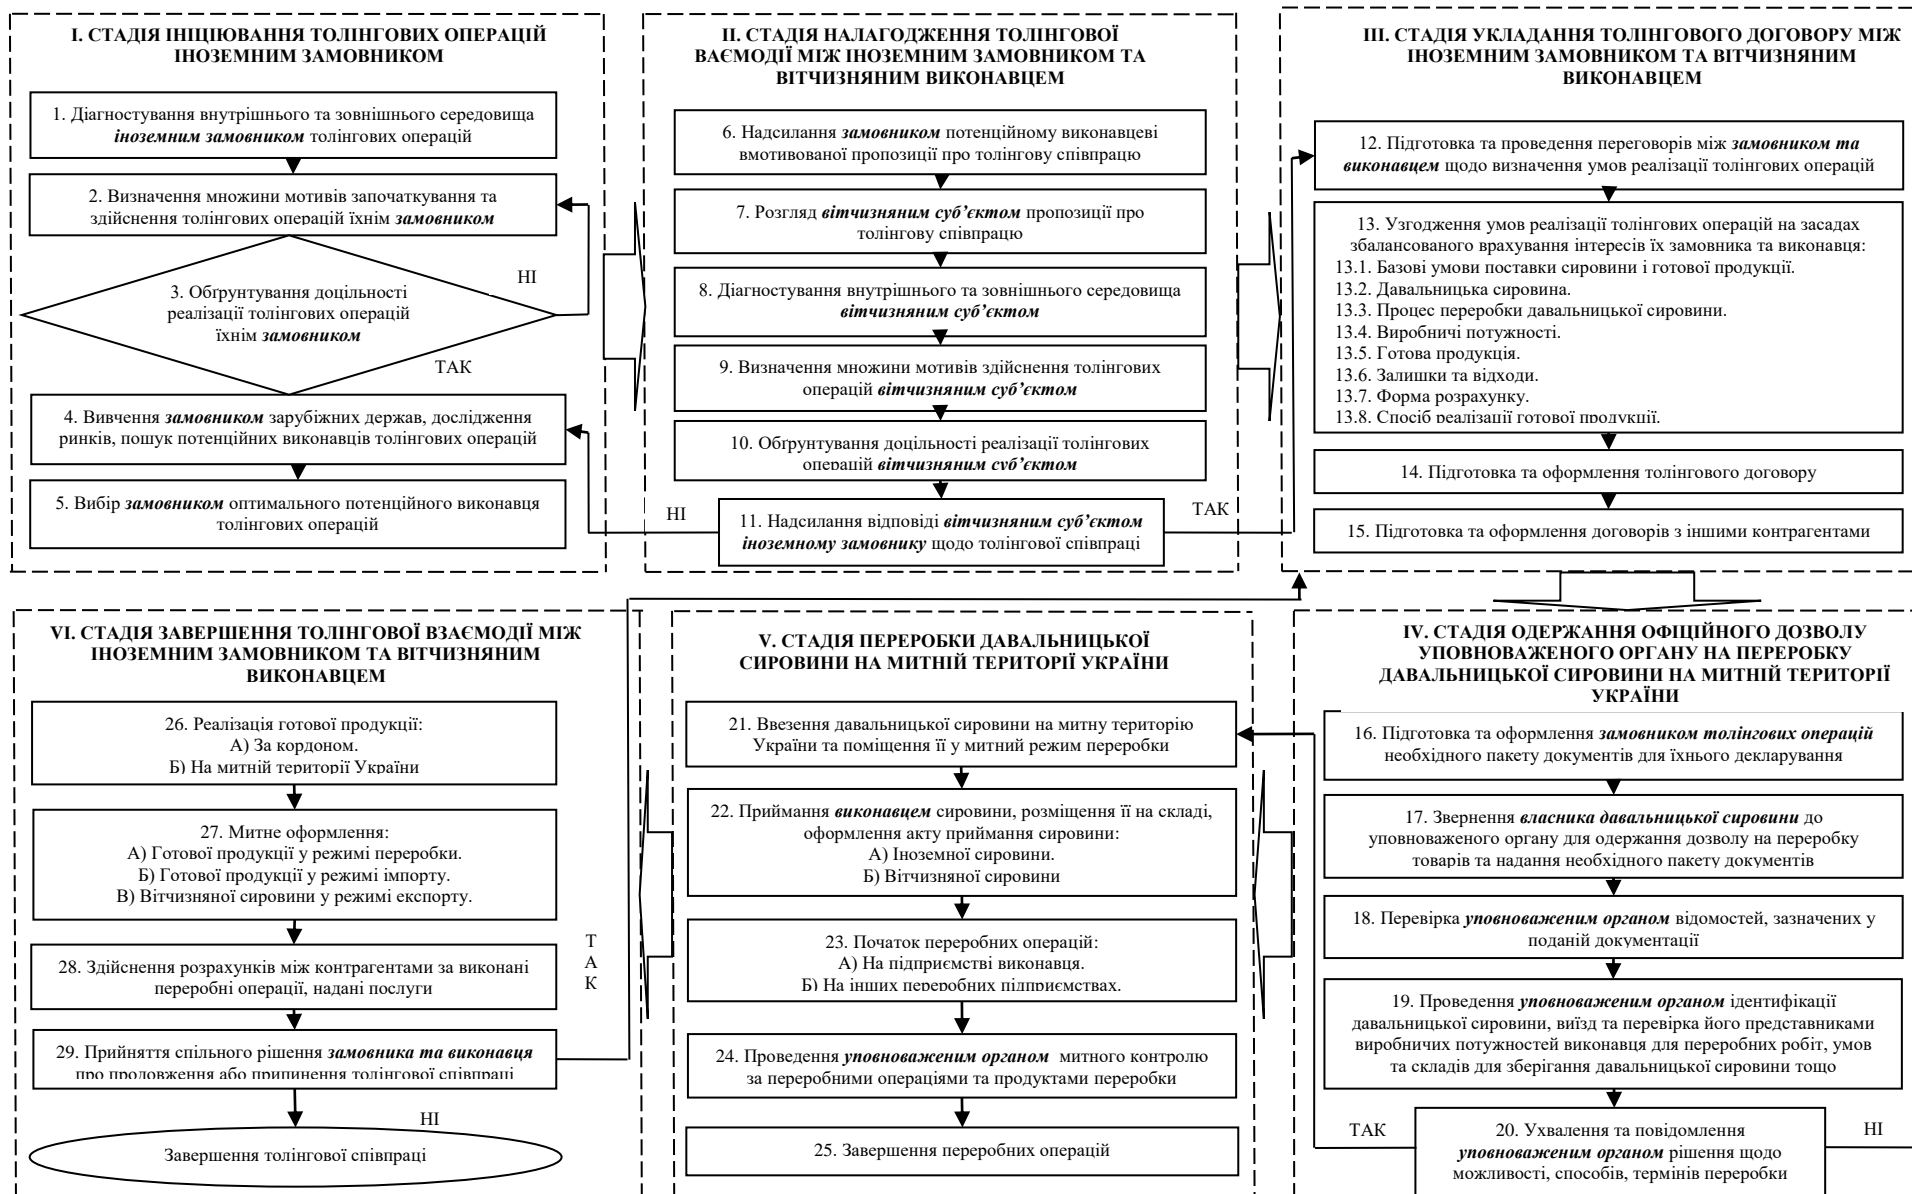 І. СТАДІЯ ІНІЦІЮВАННЯ ТОЛІНГОВИХ ОПЕРАЦІЙ
ІНОЗЕМНИМ ЗАМОВНИКОМ
1. Діагностування внутрішнього та зовнішнього середовища
іноземним замовником толінгових операцій
2. Визначення множини мотивів започаткування та
здійснення толінгових операцій їхнім замовником
НІ
3. Обґрунтування доцільності
реалізації толінгових операцій
їхнім замовником
ТАК
4. Вивчення замовником зарубіжних держав, дослідження
ринків, пошук потенційних виконавців толінгових операцій
5. Вибір замовником оптимального потенційного виконавця
толінгових операцій
ІІ. СТАДІЯ НАЛАГОДЖЕННЯ ТОЛІНГОВОЇ
ВАЄМОДІЇ МІЖ ІНОЗЕМНИМ ЗАМОВНИКОМ ТА
ВІТЧИЗНЯНИМ ВИКОНАВЦЕМ
6. Надсилання замовником потенційному виконавцеві
вмотивованої пропозиції про толінгову співпрацю
7. Розгляд вітчизняним суб’єктом пропозиції про
толінгову співпрацю
8. Діагностування внутрішнього та зовнішнього середовища
вітчизняним суб’єктом
9. Визначення множини мотивів здійснення толінгових
операцій вітчизняним суб’єктом
10. Обґрунтування доцільності реалізації толінгових
операцій вітчизняним суб’єктом
НІ
11. Надсилання відповіді вітчизняним суб’єктом
іноземному замовнику щодо толінгової співпраці
ТАК
ІІІ. СТАДІЯ УКЛАДАННЯ ТОЛІНГОВОГО ДОГОВОРУ МІЖ
ІНОЗЕМНИМ ЗАМОВНИКОМ ТА ВІТЧИЗНЯНИМ
ВИКОНАВЦЕМ
12. Підготовка та проведення переговорів між замовником та
виконавцем щодо визначення умов реалізації толінгових операцій
13. Узгодження умов реалізації толінгових операцій на засадах
збалансованого врахування інтересів їх замовника та виконавця:
13.1. Базові умови поставки сировини і готової продукції.
13.2. Давальницька сировина.
13.3. Процес переробки давальницької сировини.
13.4. Виробничі потужності.
13.5. Готова продукція.
13.6. Залишки та відходи.
13.7. Форма розрахунку.
13.8. Спосіб реалізації готової продукції.
14. Підготовка та оформлення толінгового договору
15. Підготовка та оформлення договорів з іншими контрагентами
VI. СТАДІЯ ЗАВЕРШЕННЯ ТОЛІНГОВОЇ ВЗАЄМОДІЇ МІЖ
ІНОЗЕМНИМ ЗАМОВНИКОМ ТА ВІТЧИЗНЯНИМ
ВИКОНАВЦЕМ
26. Реалізація готової продукції:
А) За кордоном.
Б) На митній території України
27. Митне оформлення:
А) Готової продукції у режимі переробки.
Б) Готової продукції у режимі імпорту.
В) Вітчизняної сировини у режимі експорту.
28. Здійснення розрахунків між контрагентами за виконані
переробні операції, надані послуги
29. Прийняття спільного рішення замовника та виконавця
про продовження або припинення толінгової співпраці
Т
А
К
НІ
Завершення толінгової співпраці
V. СТАДІЯ ПЕРЕРОБКИ ДАВАЛЬНИЦЬКОЇ
СИРОВИНИ НА МИТНІЙ ТЕРИТОРІЇ УКРАЇНИ
21. Ввезення давальницької сировини на митну територію
України та поміщення її у митний режим переробки
22. Приймання виконавцем сировини, розміщення її на складі,
оформлення акту приймання сировини:
А) Іноземної сировини.
Б) Вітчизняної сировини
23. Початок переробних операцій:
А) На підприємстві виконавця.
Б) На інших переробних підприємствах.
24. Проведення уповноваженим органом митного контролю
за переробними операціями та продуктами переробки
25. Завершення переробних операцій
IV. СТАДІЯ ОДЕРЖАННЯ ОФІЦІЙНОГО ДОЗВОЛУ
УПОВНОВАЖЕНОГО ОРГАНУ НА ПЕРЕРОБКУ
ДАВАЛЬНИЦЬКОЇ СИРОВИНИ НА МИТНІЙ ТЕРИТОРІЇ
УКРАЇНИ
16. Підготовка та оформлення замовником толінгових операцій
необхідного пакету документів для їхнього декларування
17. Звернення власника давальницької сировини до
уповноваженого органу для одержання дозволу на переробку
товарів та надання необхідного пакету документів
18. Перевірка уповноваженим органом відомостей, зазначених у
поданій документації
19. Проведення уповноваженим органом ідентифікації
давальницької сировини, виїзд та перевірка його представниками
виробничих потужностей виконавця для переробних робіт, умов
та складів для зберігання давальницької сировини тощо
ТАК
20. Ухвалення та повідомлення
уповноваженим органом рішення щодо
можливості, способів, термінів переробки
НІ